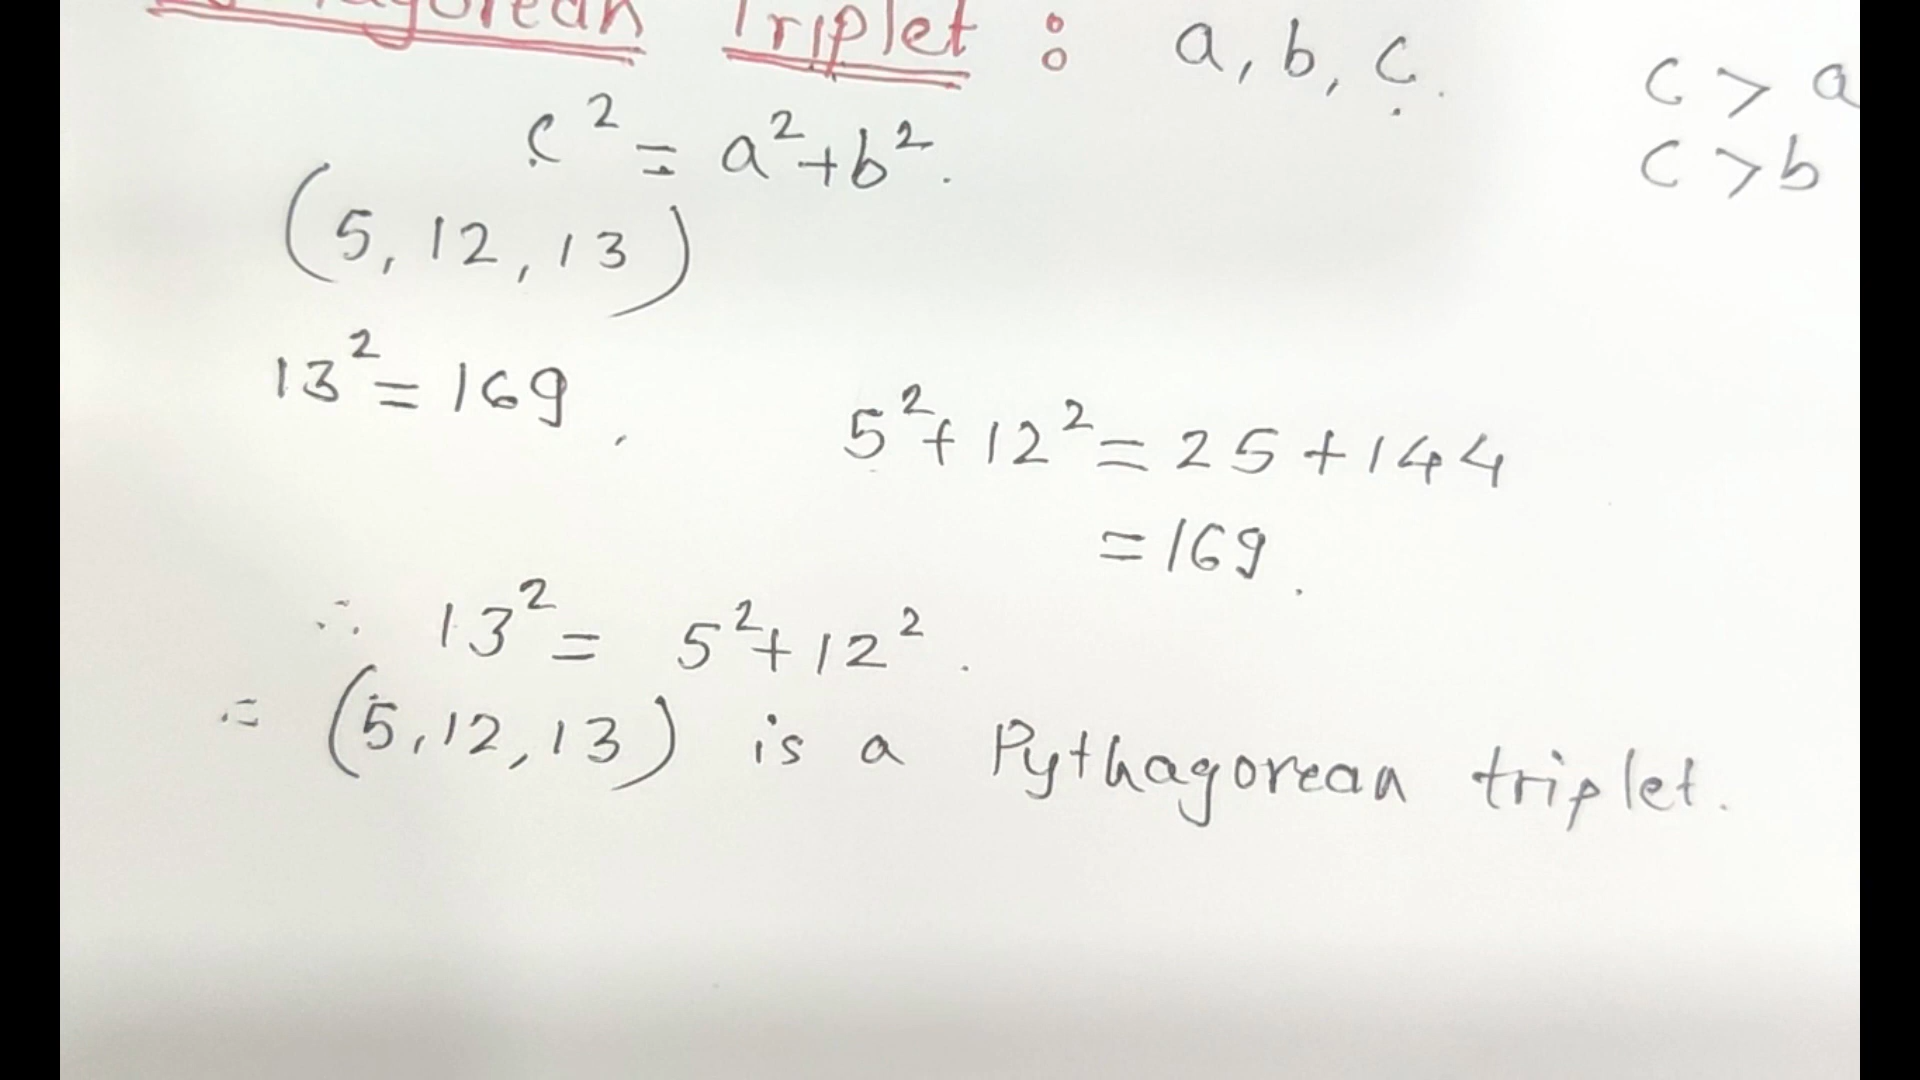 Triplet : a, b, c. c > a
c² = a² + b². c > b
(5, 12, 13)
13² = 169, 5² + 12² = 25 + 144
= 169.
∴ 13² = 5² + 12².
∴ (5, 12, 13) is a Pythagorean triplet.